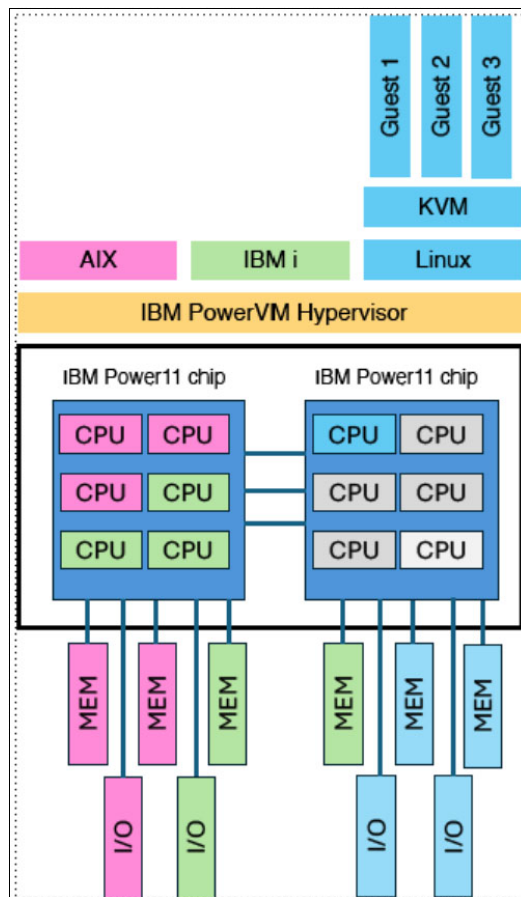 Guest 1
Guest 2
Guest 3
KVM
AIX
IBM i
Linux
IBM PowerVM Hypervisor
IBM Power11 chip
IBM Power11 chip
CPU CPU
CPU CPU
CPU CPU
CPU CPU
CPU CPU
CPU CPU
MEM
MEM
MEM
MEM
MEM
MEM
I/O
I/O
I/O
I/O